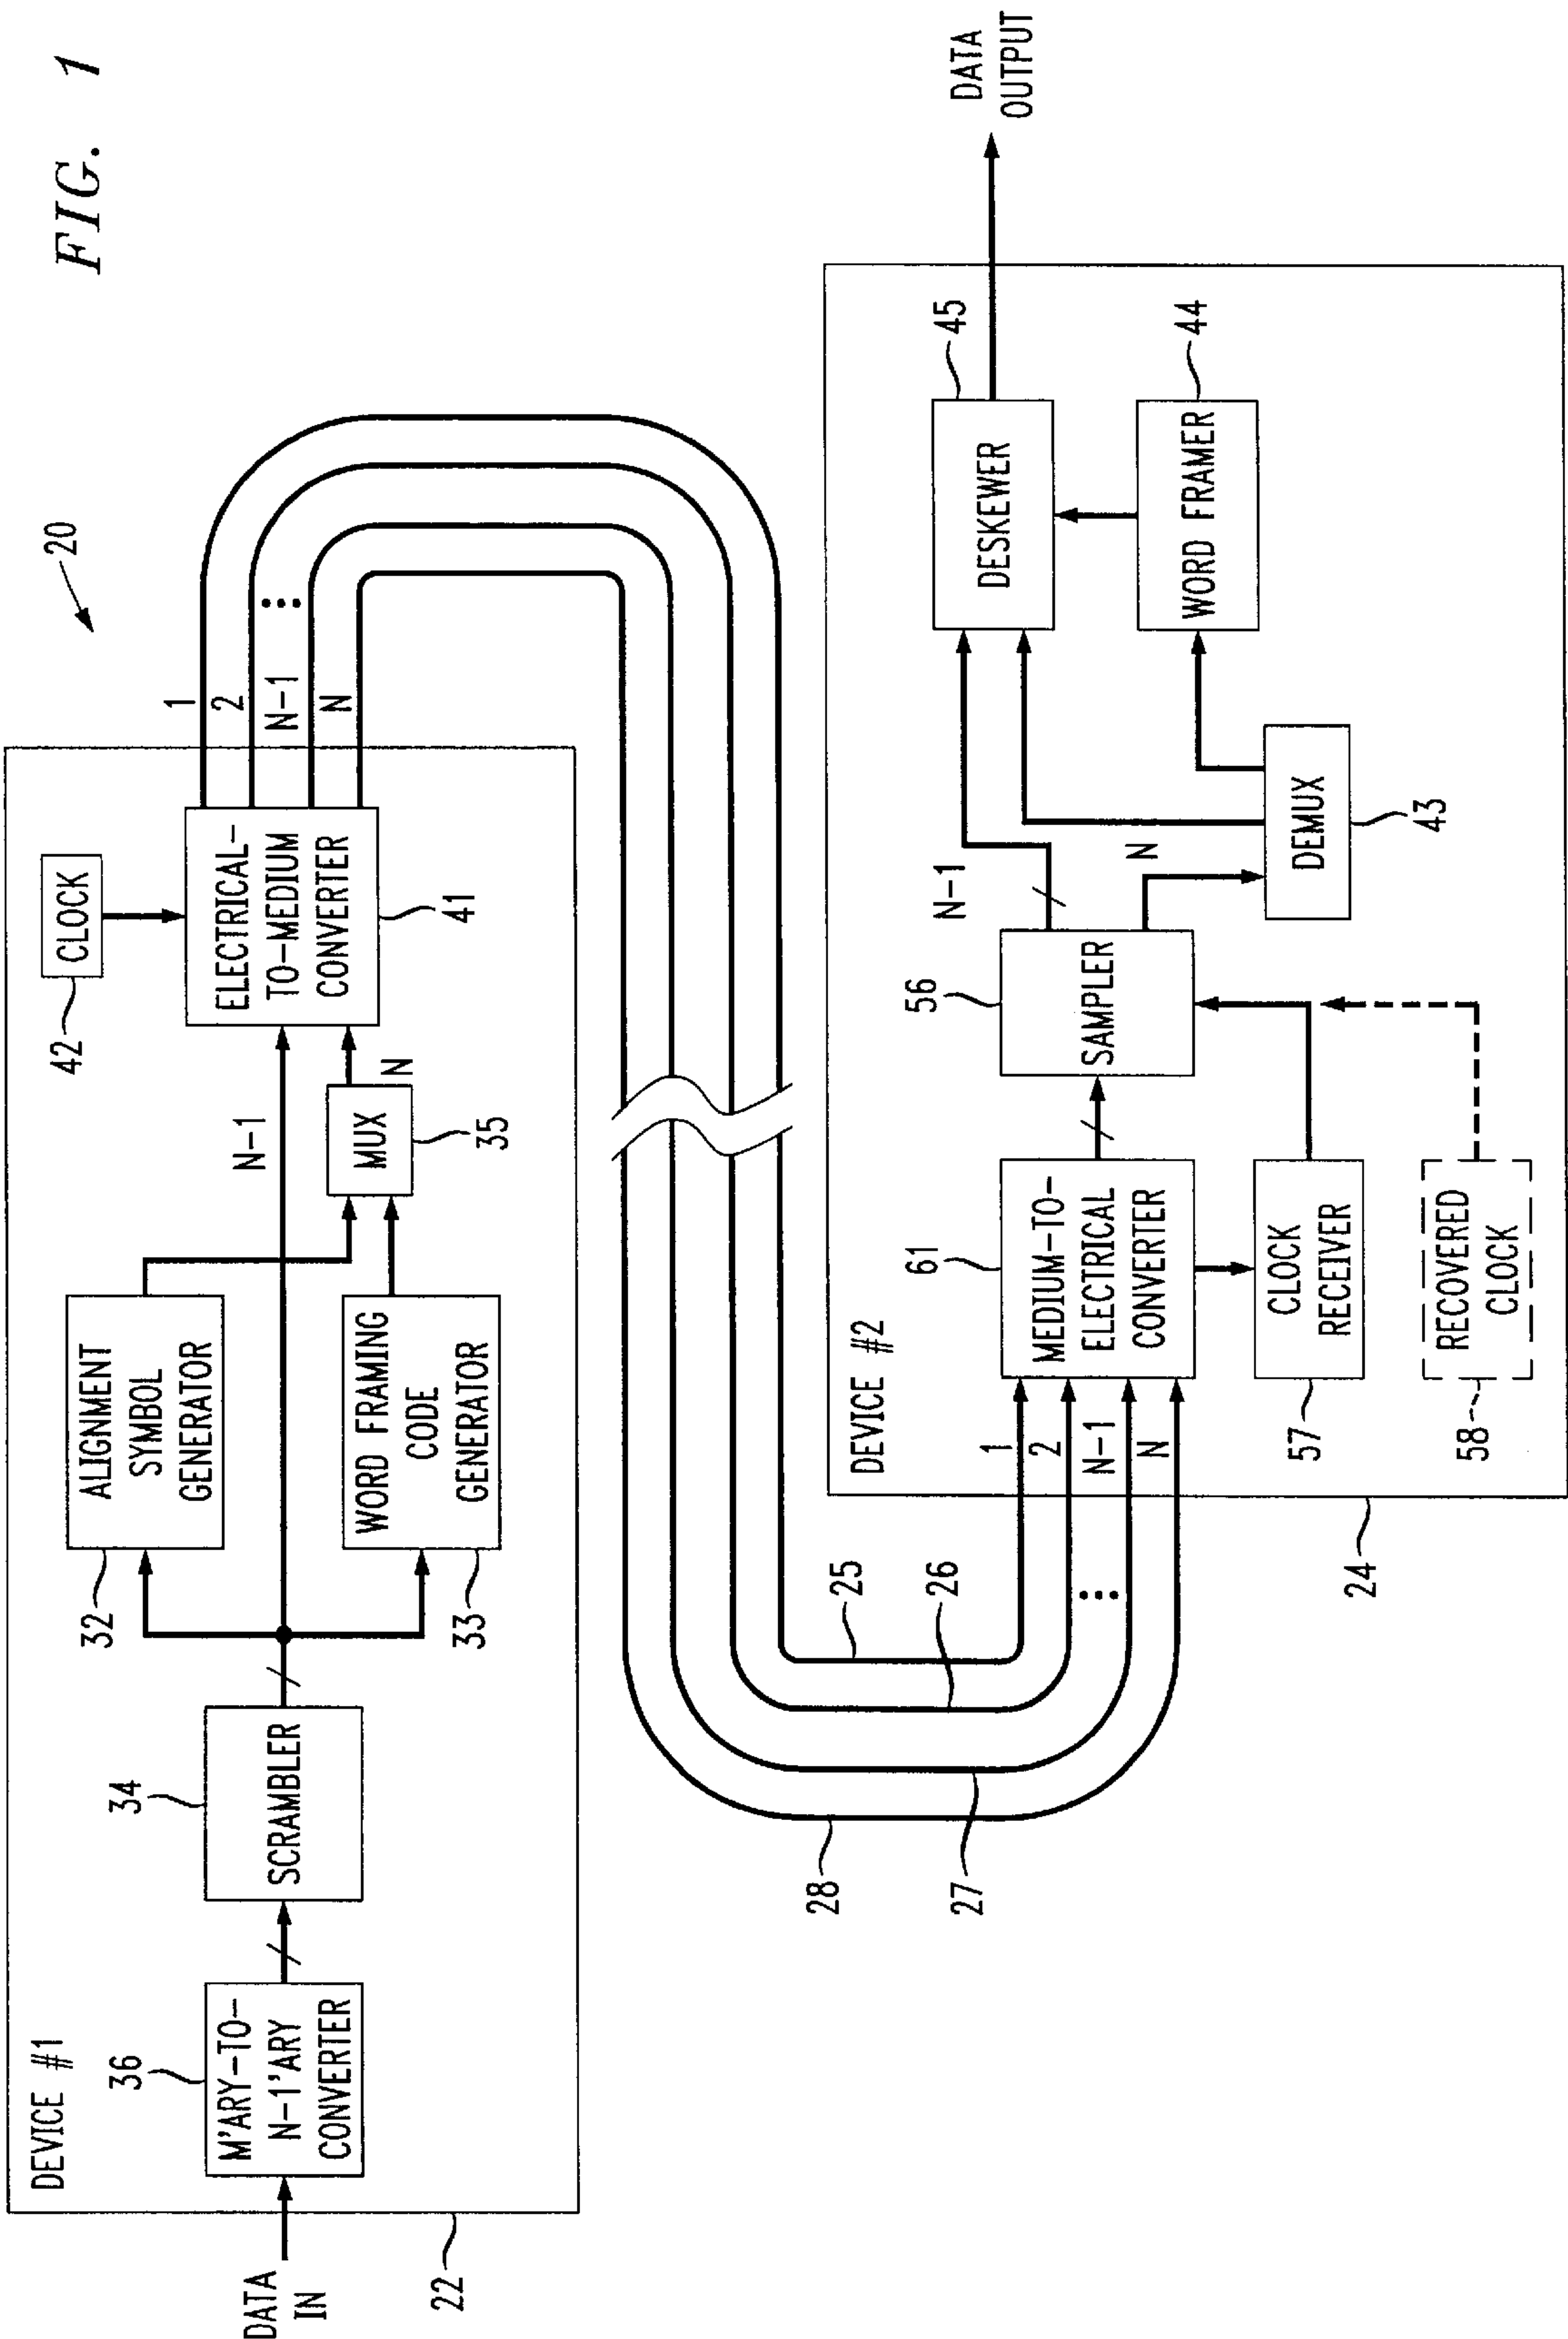 FIG. 1
20
DEVICE #1
DATA
IN
22
36
M'ARY-TO-
N-1'ARY
CONVERTER
34
SCRAMBLER
32
ALIGNMENT
SYMBOL
GENERATOR
33
WORD FRAMING
CODE
GENERATOR
N-1
MUX
35
N
42
CLOCK
ELECTRICAL-
TO-MEDIUM
CONVERTER
41
1
2
N-1
N
28
27
25
26
24
DEVICE #2
1
2
N-1
N
61
MEDIUM-TO-
ELECTRICAL
CONVERTER
57
CLOCK
RECEIVER
58
RECOVERED
CLOCK
56
SAMPLER
N-1
N
DEMUX
43
45
DESKEWER
44
WORD FRAMER
DATA
OUTPUT